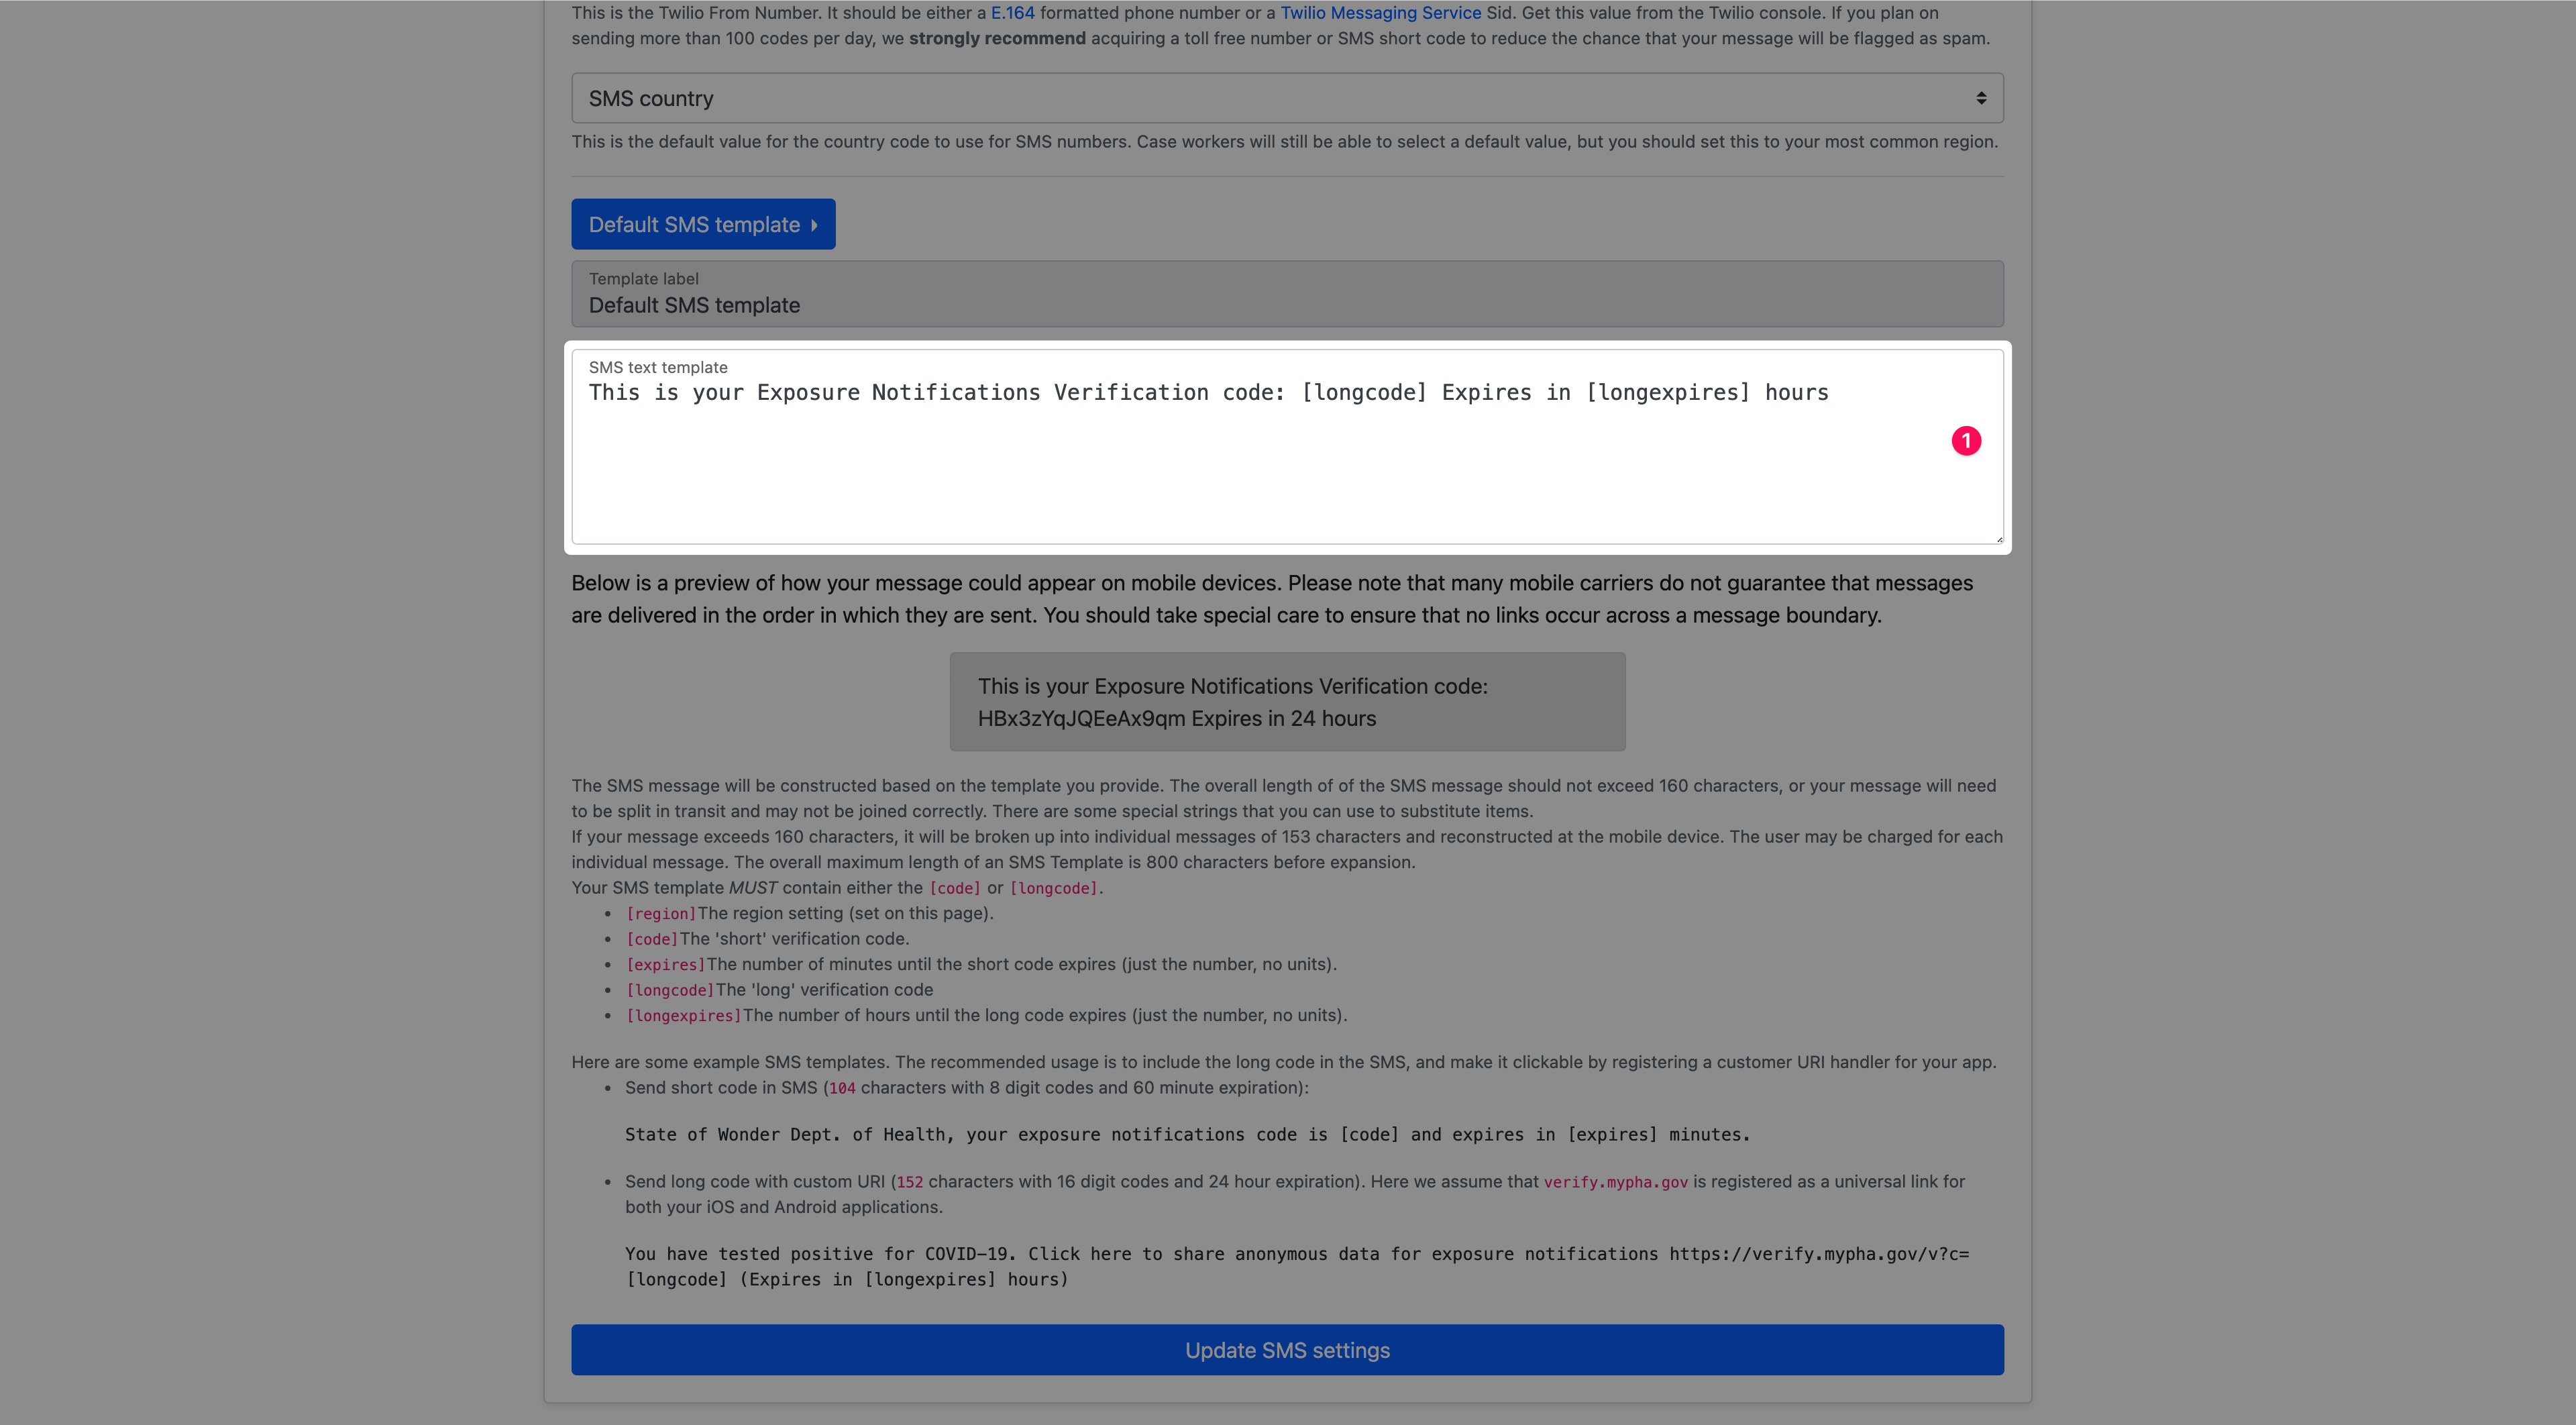 This is the Twilio From Number. It should be either a E.164 formatted phone number or a Twilio Messaging Service Sid. Get this value from the Twilio console. If you plan on
sending more than 100 codes per day, we strongly recommend acquiring a toll free number or SMS short code to reduce the chance that your message will be flagged as spam.
SMS country
This is the default value for the country code to use for SMS numbers. Case workers will still be able to select a default value, but you should set this to your most common region.
Default SMS template
Template label
Default SMS template
SMS text template
This is your Exposure Notifications Verification code: [longcode] Expires in [longexpires] hours
1
Below is a preview of how your message could appear on mobile devices. Please note that many mobile carriers do not guarantee that messages
are delivered in the order in which they are sent. You should take special care to ensure that no links occur across a message boundary.
This is your Exposure Notifications Verification code:
HBx3zYqJQEeAx9qm Expires in 24 hours
The SMS message will be constructed based on the template you provide. The overall length of of the SMS message should not exceed 160 characters, or your message will need
to be split in transit and may not be joined correctly. There are some special strings that you can use to substitute items.
If your message exceeds 160 characters, it will be broken up into individual messages of 153 characters and reconstructed at the mobile device. The user may be charged for each
individual message. The overall maximum length of an SMS Template is 800 characters before expansion.
Your SMS template MUST contain either the [code] or [longcode].
• [region]The region setting (set on this page).
• [code]The 'short' verification code.
• [expires]The number of minutes until the short code expires (just the number, no units).
• [longcode]The 'long' verification code
• [longexpires]The number of hours until the long code expires (just the number, no units).
Here are some example SMS templates. The recommended usage is to include the long code in the SMS, and make it clickable by registering a customer URI handler for your app.
• Send short code in SMS (104 characters with 8 digit codes and 60 minute expiration):
State of Wonder Dept. of Health, your exposure notifications code is [code] and expires in [expires] minutes.
• Send long code with custom URI (152 characters with 16 digit codes and 24 hour expiration). Here we assume that verify.mypha.gov is registered as a universal link for
both your iOS and Android applications.
You have tested positive for COVID-19. Click here to share anonymous data for exposure notifications https://verify.mypha.gov/v?c=
[longcode] (Expires in [longexpires] hours)
Update SMS settings